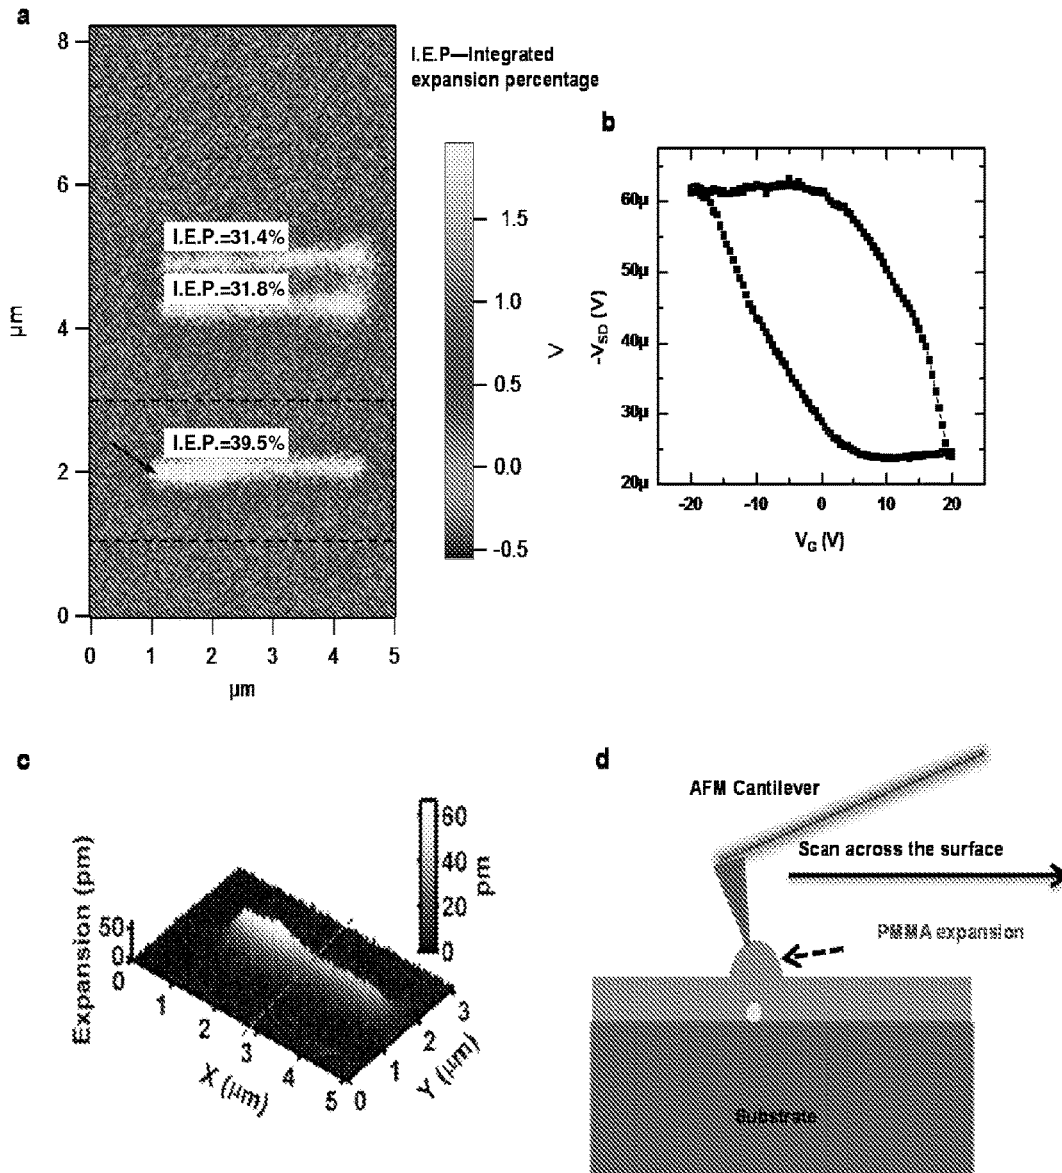 a
8
6
4
2
0
µm
0
1
2
3
4
5
µm
I.E.P.=31.4%
I.E.P.=31.8%
I.E.P.=39.5%
I.E.P—Integrated
expansion percentage
1.5
1.0
0.5
0.0
-0.5
V
b
60µ
50µ
40µ
30µ
20µ
-V_SD (V)
-20
-10
0
10
20
V_G (V)
c
60
40
20
0
pm
Expansion (pm)
50
0
0
1
2
3
4
5
X (µm)
0
1
2
3
Y (µm)
d
AFM Cantilever
Scan across the surface
PMMA expansion
Substrate